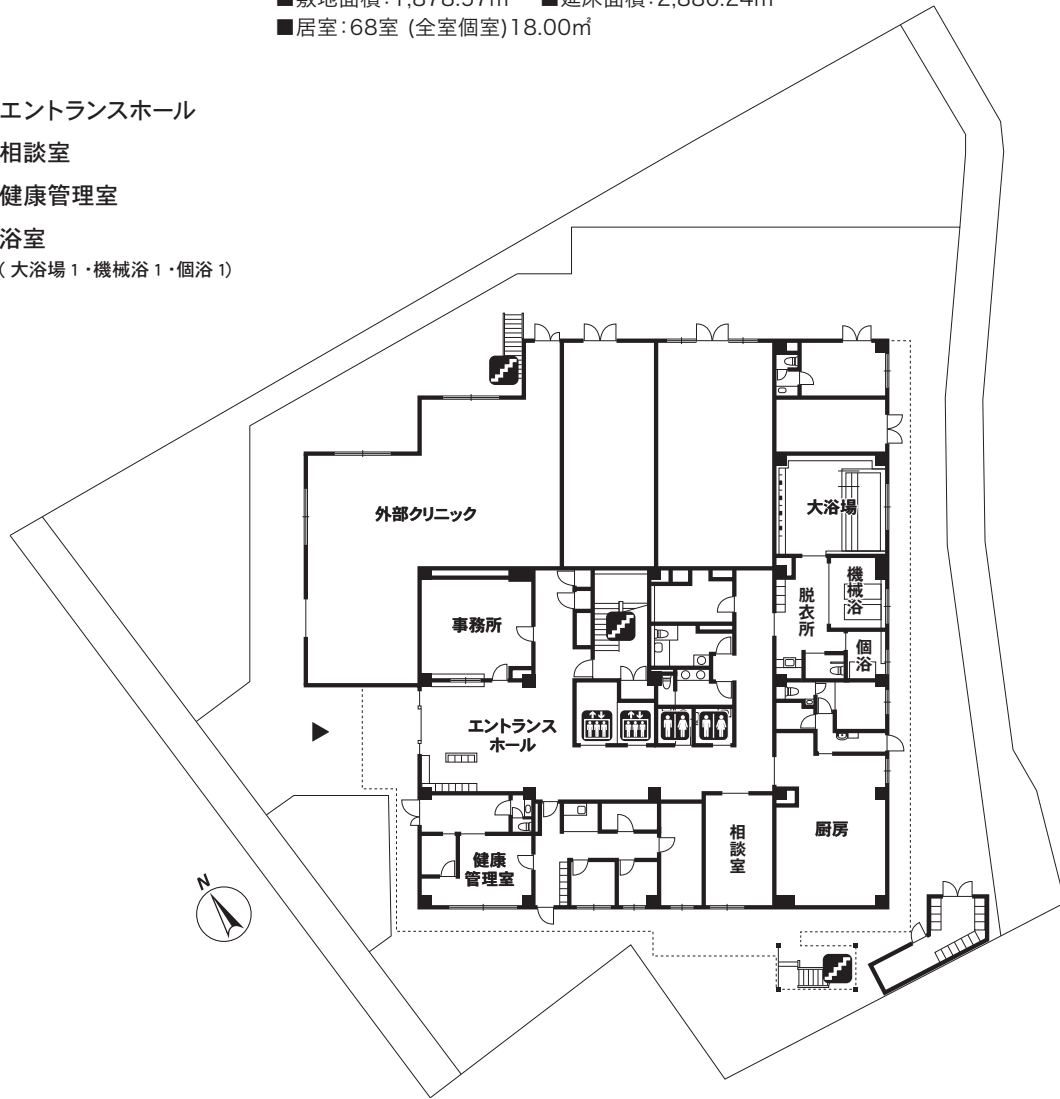 ■居室：68室 (全室個室)18.00㎡
エントランスホール
相談室
健康管理室
浴室
(大浴場1・機械浴1・個浴1)
外部クリニック
大浴場
機械浴
脱衣所
事務所
個浴
エントランス
ホール
相談室
厨房
健康
管理室
N